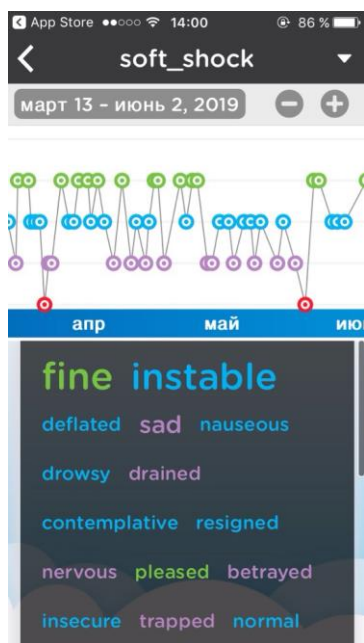 App Store 14:00 86 %
soft_shock
март 13 - июнь 2, 2019
апр май ию
fine instable
deflated sad nauseous
drowsy drained
contemplative resigned
nervous pleased betrayed
insecure trapped normal